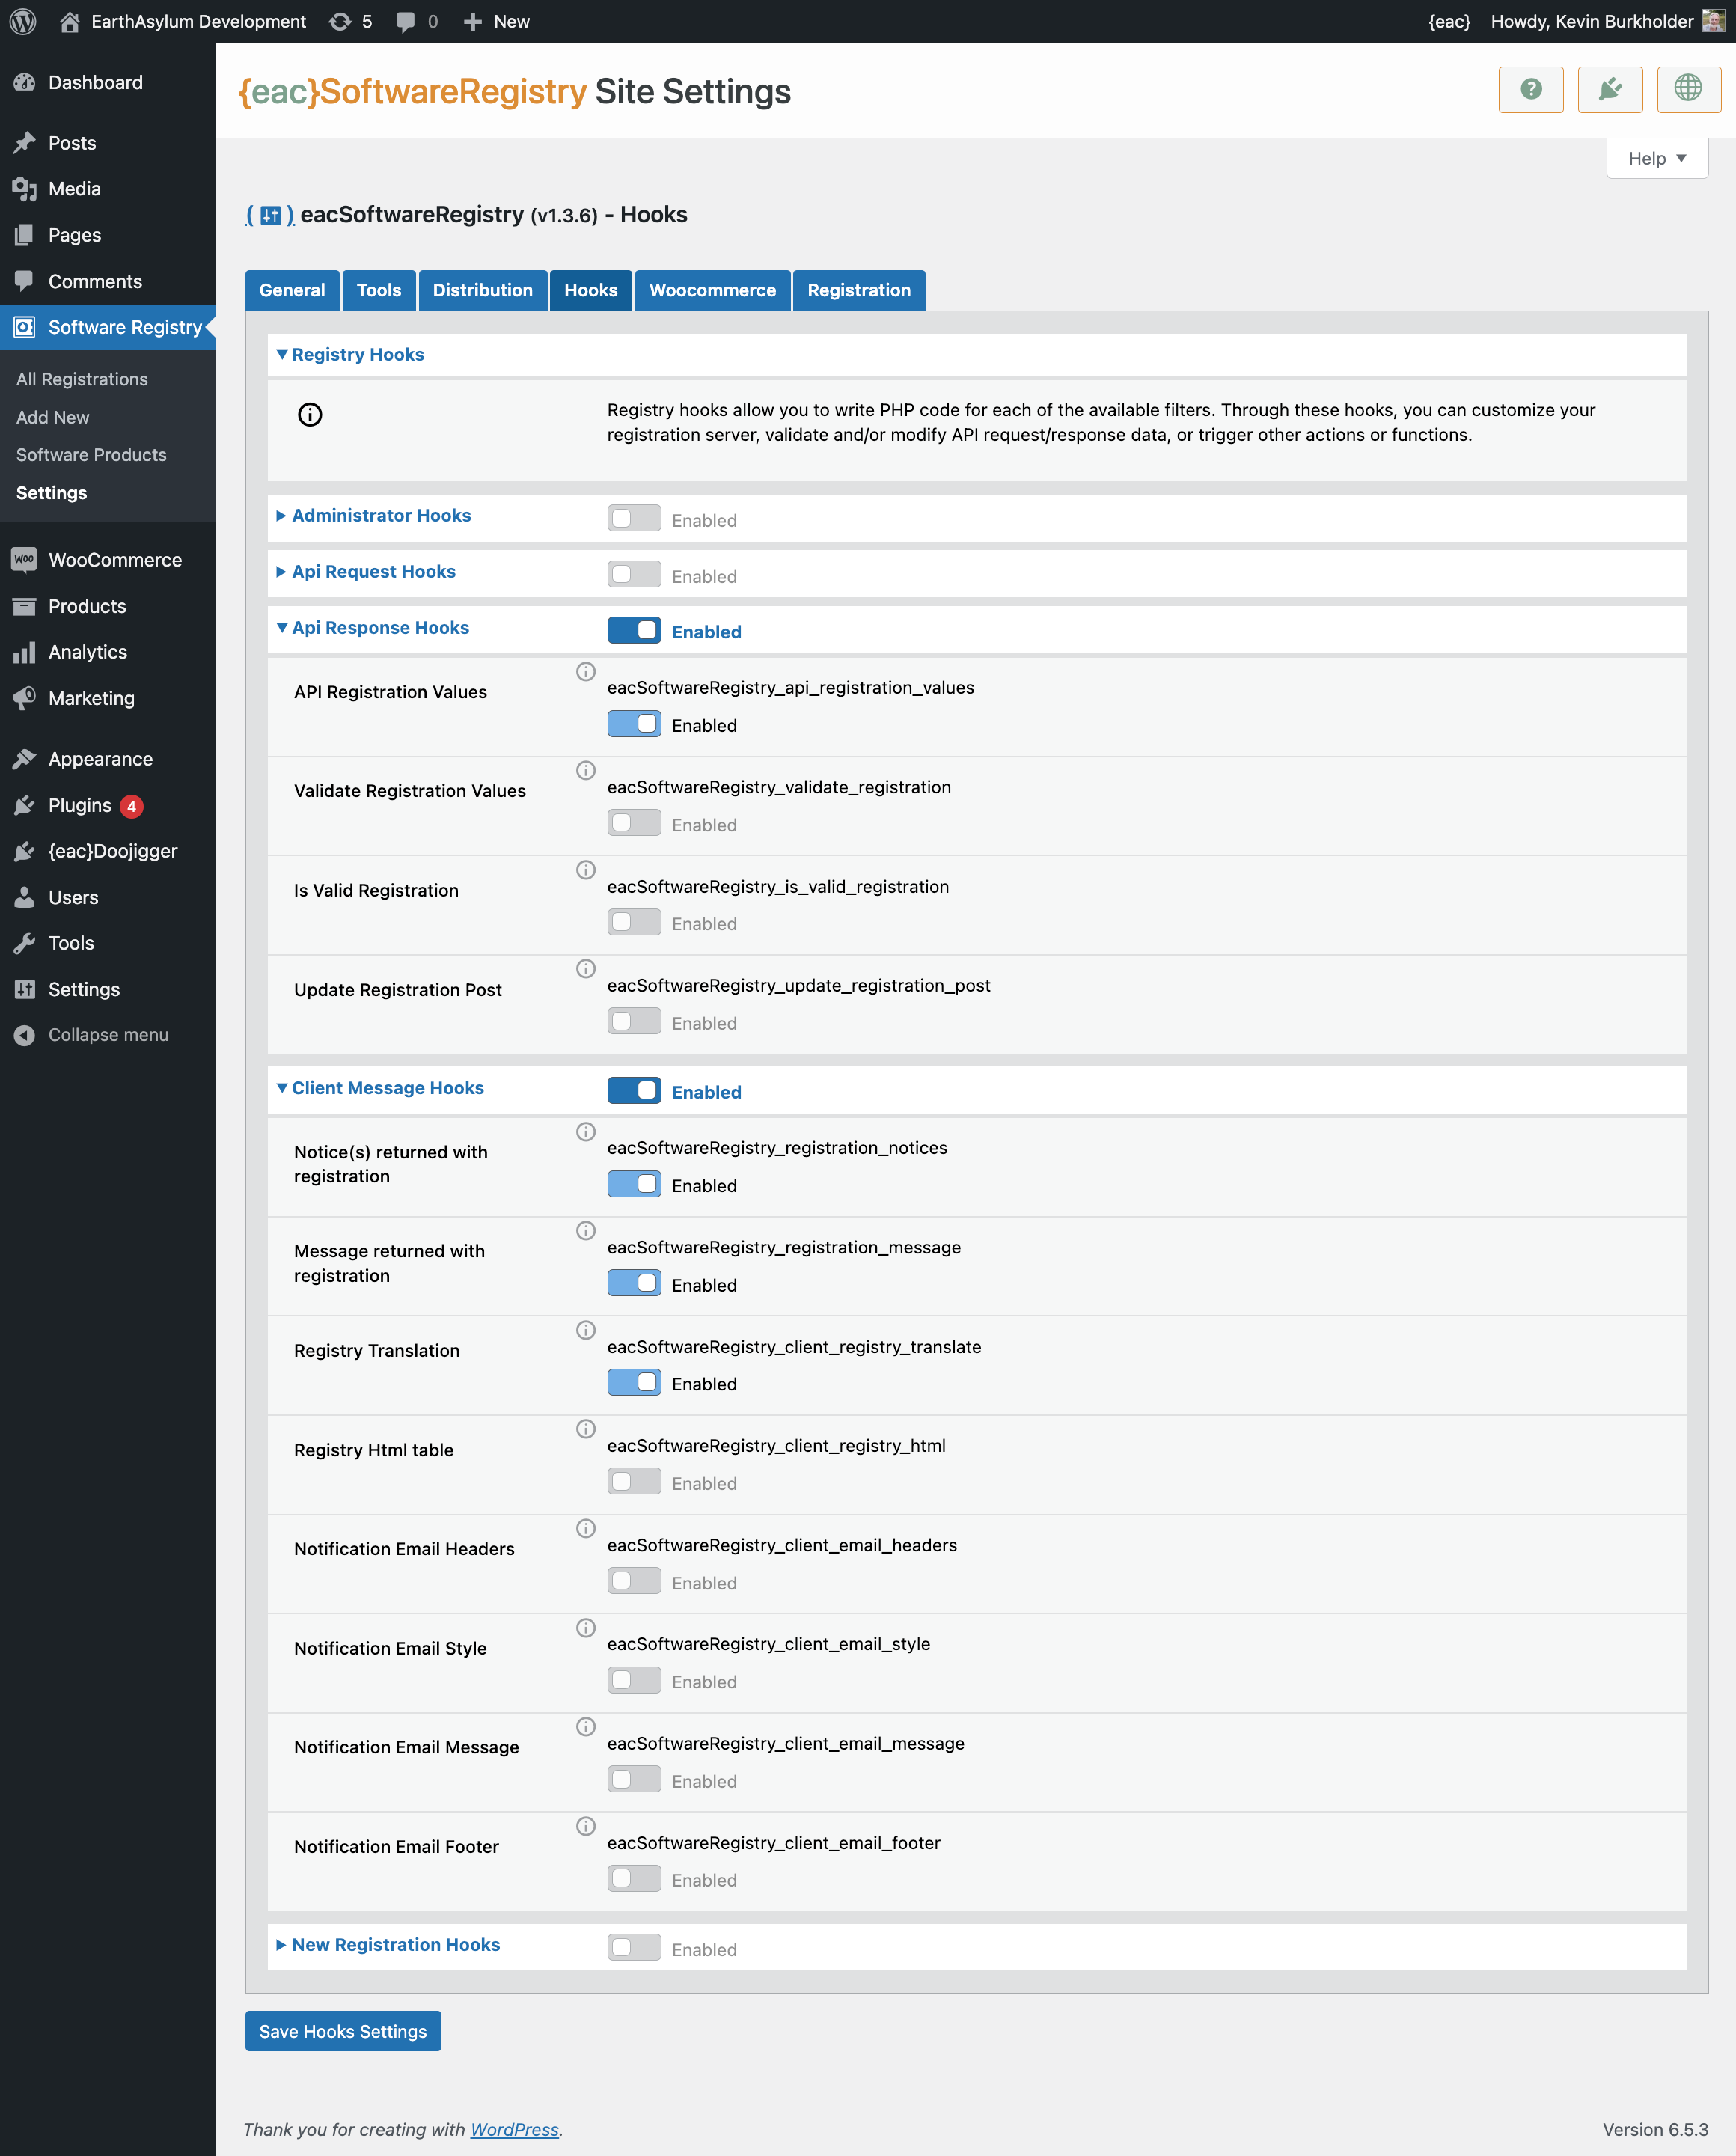 EarthAsylum Development 5 0 New {eac} Howdy, Kevin Burkholder
Dashboard
Posts
Media
Pages
Comments
Software Registry
All Registrations
Add New
Software Products
Settings
WooCommerce
Products
Analytics
Marketing
Appearance
Plugins 4
{eac}Doojigger
Users
Tools
Settings
Collapse menu
{eac}SoftwareRegistry Site Settings
Help
eacSoftwareRegistry (v1.3.6) - Hooks
General Tools Distribution Hooks Woocommerce Registration
Registry Hooks
Registry hooks allow you to write PHP code for each of the available filters. Through these hooks, you can customize your
registration server, validate and/or modify API request/response data, or trigger other actions or functions.
Administrator Hooks Enabled
Api Request Hooks Enabled
Api Response Hooks Enabled
API Registration Values eacSoftwareRegistry_api_registration_values
Enabled
Validate Registration Values eacSoftwareRegistry_validate_registration
Enabled
Is Valid Registration eacSoftwareRegistry_is_valid_registration
Enabled
Update Registration Post eacSoftwareRegistry_update_registration_post
Enabled
Client Message Hooks Enabled
Notice(s) returned with
registration
eacSoftwareRegistry_registration_notices
Enabled
Message returned with
registration
eacSoftwareRegistry_registration_message
Enabled
Registry Translation eacSoftwareRegistry_client_registry_translate
Enabled
Registry Html table eacSoftwareRegistry_client_registry_html
Enabled
Notification Email Headers eacSoftwareRegistry_client_email_headers
Enabled
Notification Email Style eacSoftwareRegistry_client_email_style
Enabled
Notification Email Message eacSoftwareRegistry_client_email_message
Enabled
Notification Email Footer eacSoftwareRegistry_client_email_footer
Enabled
New Registration Hooks Enabled
Save Hooks Settings
Thank you for creating with WordPress. Version 6.5.3